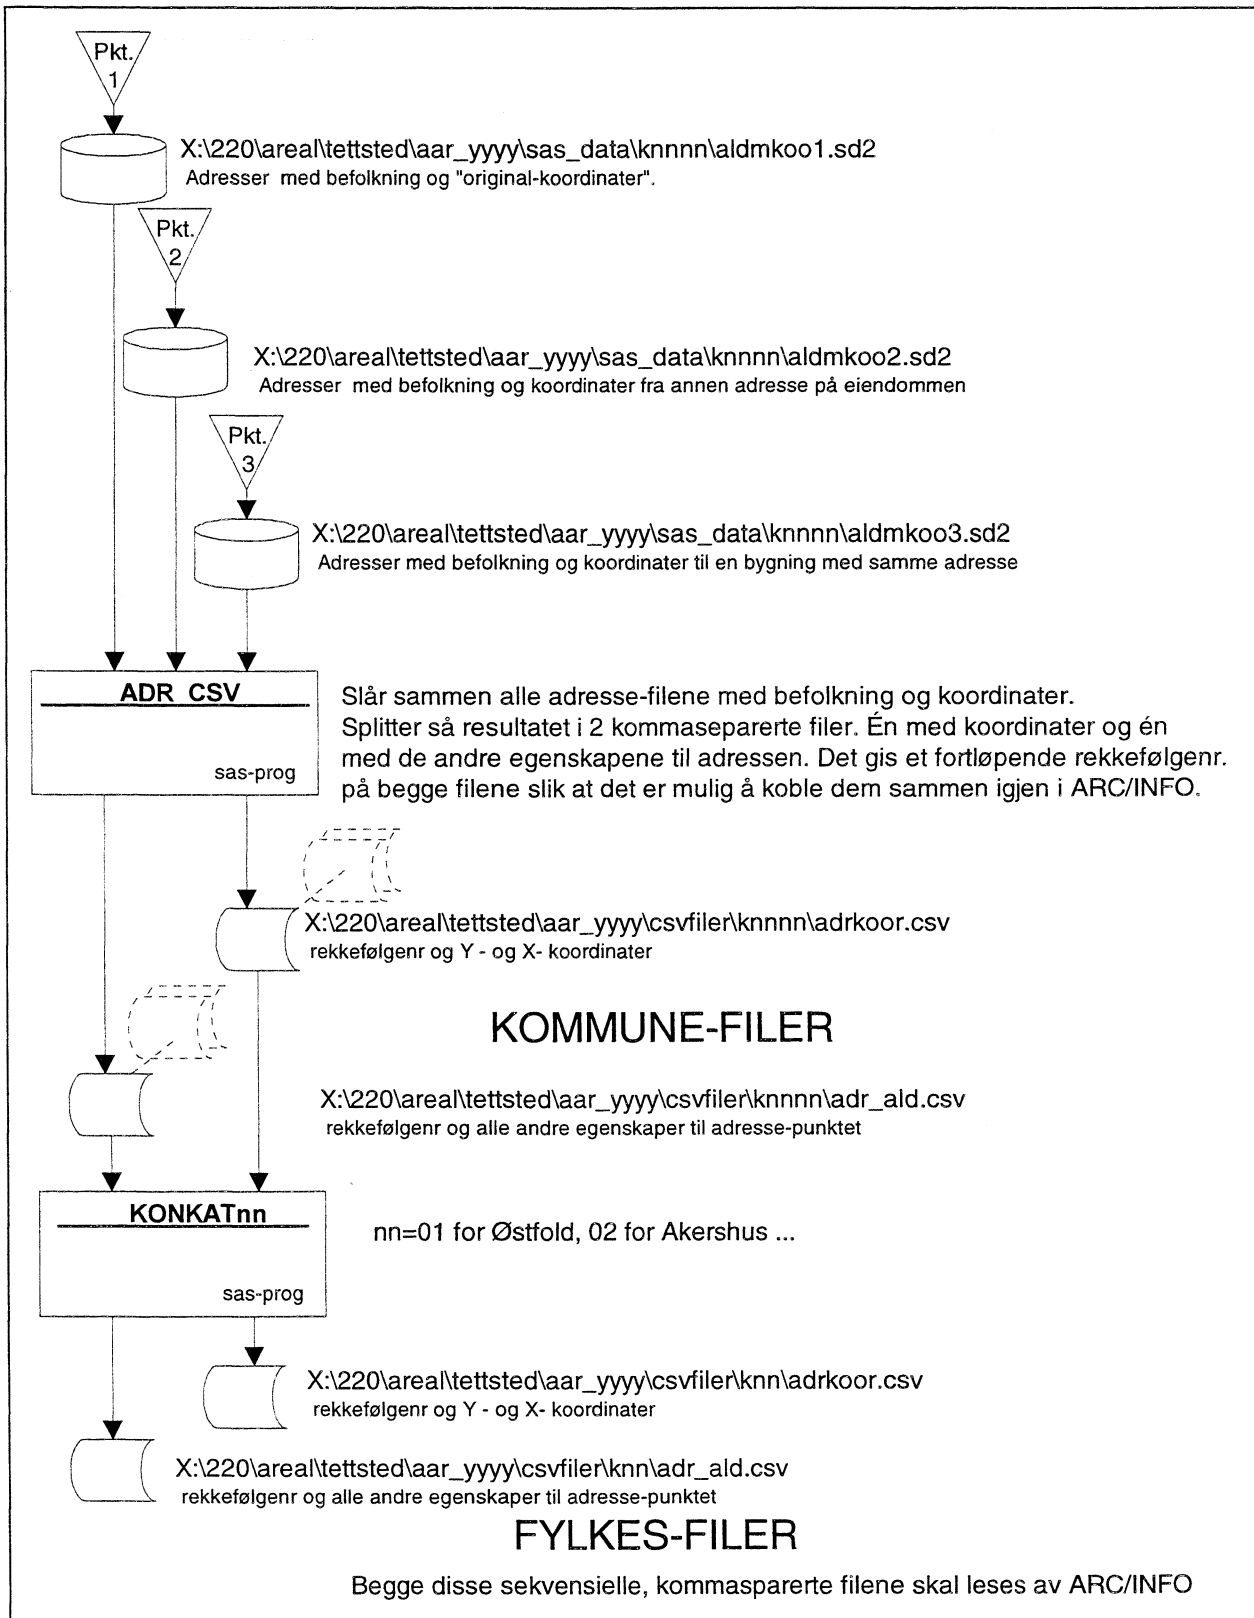 Pkt.
1
X:\220\areal\tettsted\aar_yyyy\sas_data\knnnnn\aldmkoo1.sd2
Adresser med befolkning og "original-koordinater".
Pkt.
2
X:\220\areal\tettsted\aar_yyyy\sas_data\knnnn\aldmkoo2.sd2
Adresser med befolkning og koordinater fra annen adresse på eiendommen
Pkt.
3
X:\220\areal\tettsted\aar_yyyy\sas_data\knnnn\aldmkoo3.sd2
Adresser med befolkning og koordinater til en bygning med samme adresse
ADR_CSV
sas-prog
Slår sammen alle adresse-filene med befolkning og koordinater.
Splitter så resultatet i 2 kommaseparerte filer. Én med koordinater og én
med de andre egenskapene til adressen. Det gis et fortløpende rekkefølgenr.
på begge filene slik at det er mulig å koble dem sammen igjen i ARC/INFO.
X:\220\areal\tettsted\aar_yyyy\csvfiler\knnnn\adrkoor.csv
rekkefølgenr og Y - og X- koordinater
KOMMUNE-FILER
X:\220\areal\tettsted\aar_yyyy\csvfiler\knnnn\adr_ald.csv
rekkefølgenr og alle andre egenskaper til adresse-punktet
KONKATnn
sas-prog
nn=01 for Østfold, 02 for Akershus ...
X:\220\areal\tettsted\aar_yyyy\csvfiler\knn\adrkoor.csv
rekkefølgenr og Y - og X- koordinater
X:\220\areal\tettsted\aar_yyyy\csvfiler\knn\adr_ald.csv
rekkefølgenr og alle andre egenskaper til adresse-punktet
FYLKES-FILER
Begge disse sekvensielle, kommasparerte filene skal leses av ARC/INFO